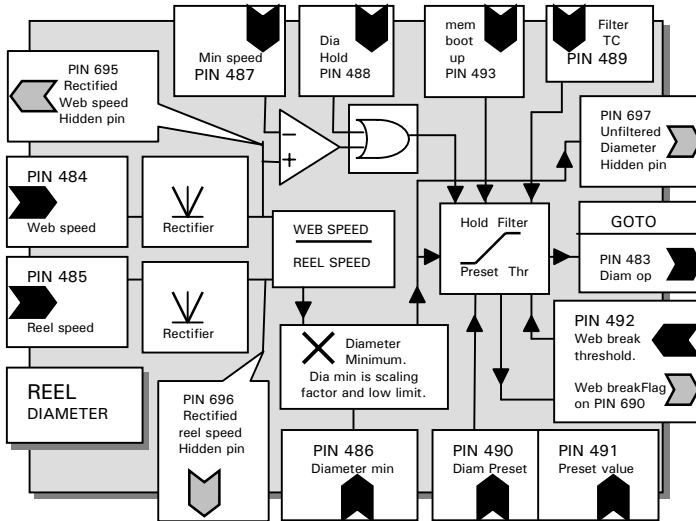 Min speed
PIN 487
Dia
Hold
PIN 488
mem
boot
up
PIN 493
Filter
TC
PIN 489
PIN 695
Rectified
Web speed
Hidden pin
PIN 697
Unfiltered
Diameter
Hidden pin
PIN 484
Web speed
Rectifier
WEB SPEED
REEL SPEED
Hold Filter
Preset Thr
GOTO
PIN 483
Diam op
PIN 485
Reel speed
Rectifier
Diameter
Minimum.
Dia min is scaling
factor and low limit.
PIN 492
Web break
threshold.
Web breakFlag
on PIN 690
REEL
DIAMETER
PIN 696
Rectified
reel speed
Hidden pin
PIN 486
Diameter min
PIN 490
Diam Preset
PIN 491
Preset value